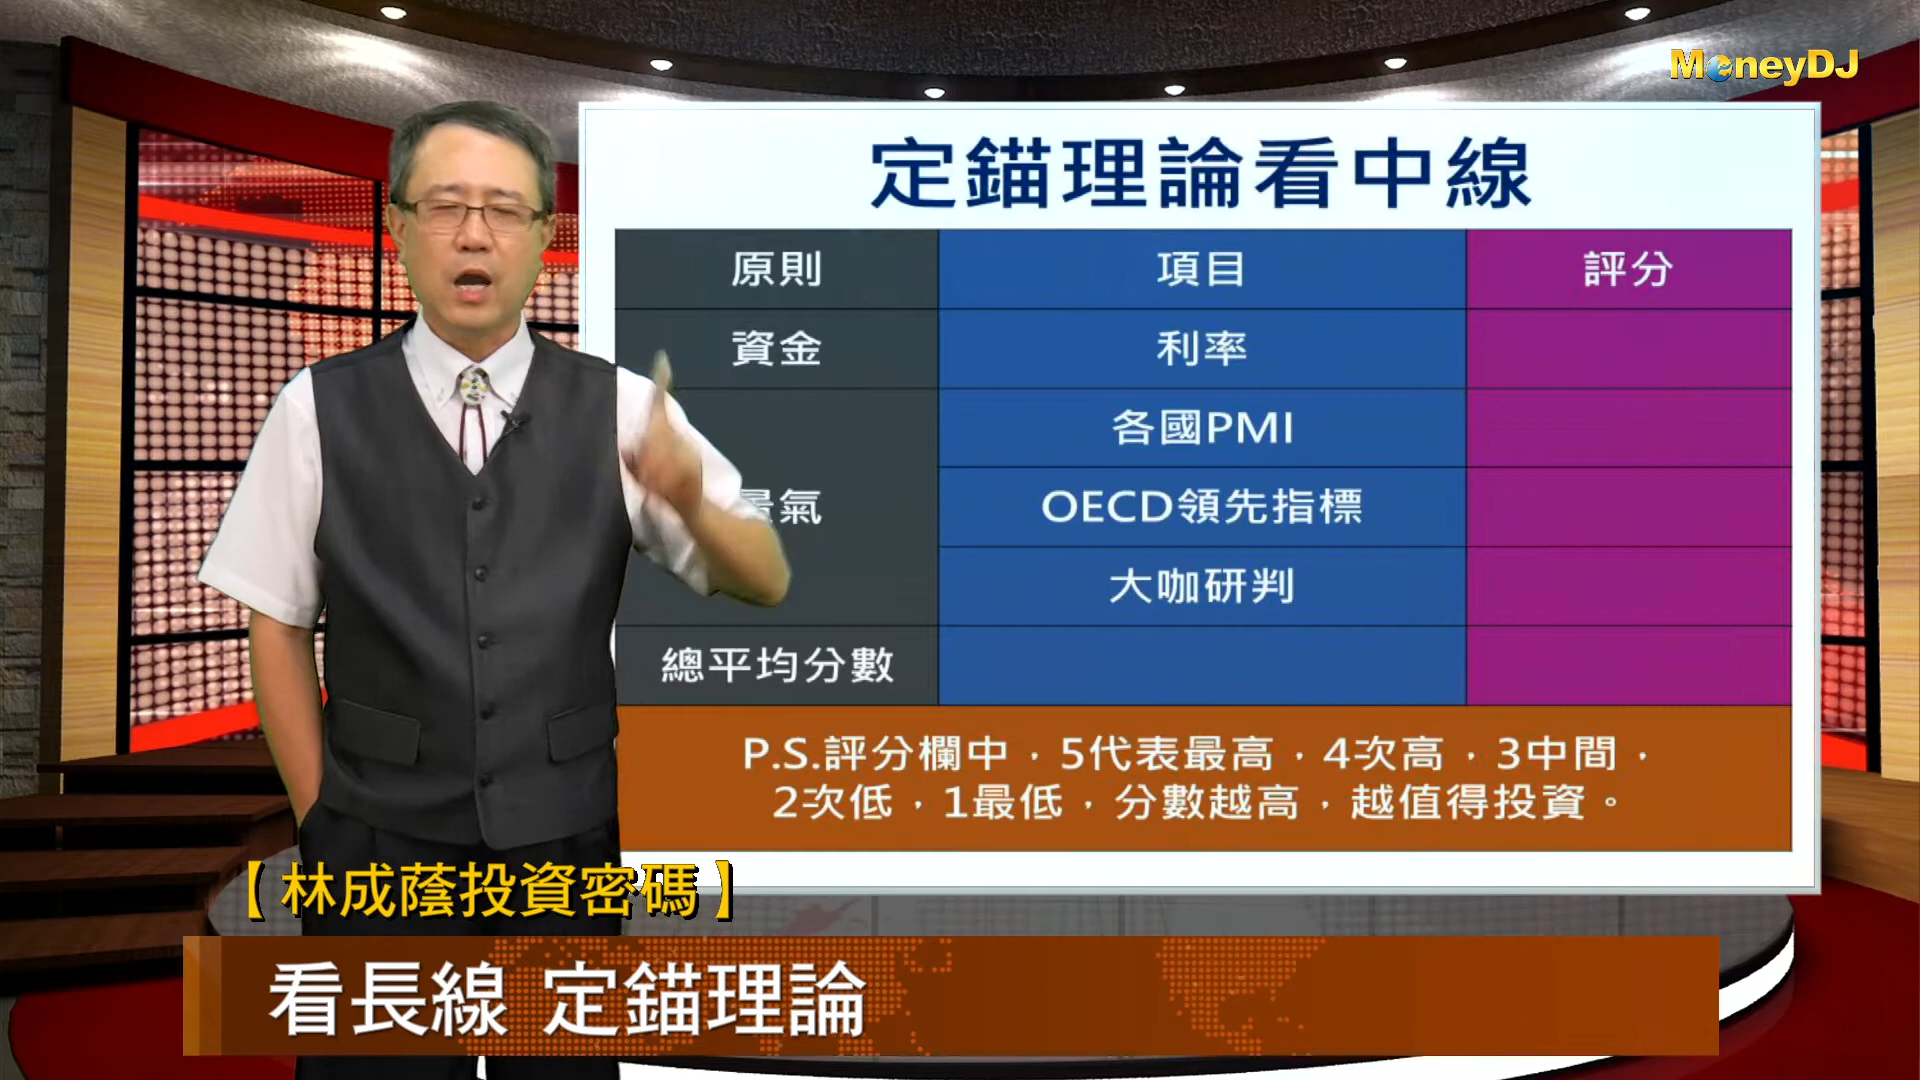 MoneyDJ
定錨理論看中線
原則 項目 評分
資金 利率
各國PMI
景氣 OECD領先指標
大咖研判
總平均分數
P.S.評分欄中，5代表最高，4次高，3中間，
2次低，1最低，分數越高，越值得投資。
【林成蔭投資密碼】
看長線 定錨理論